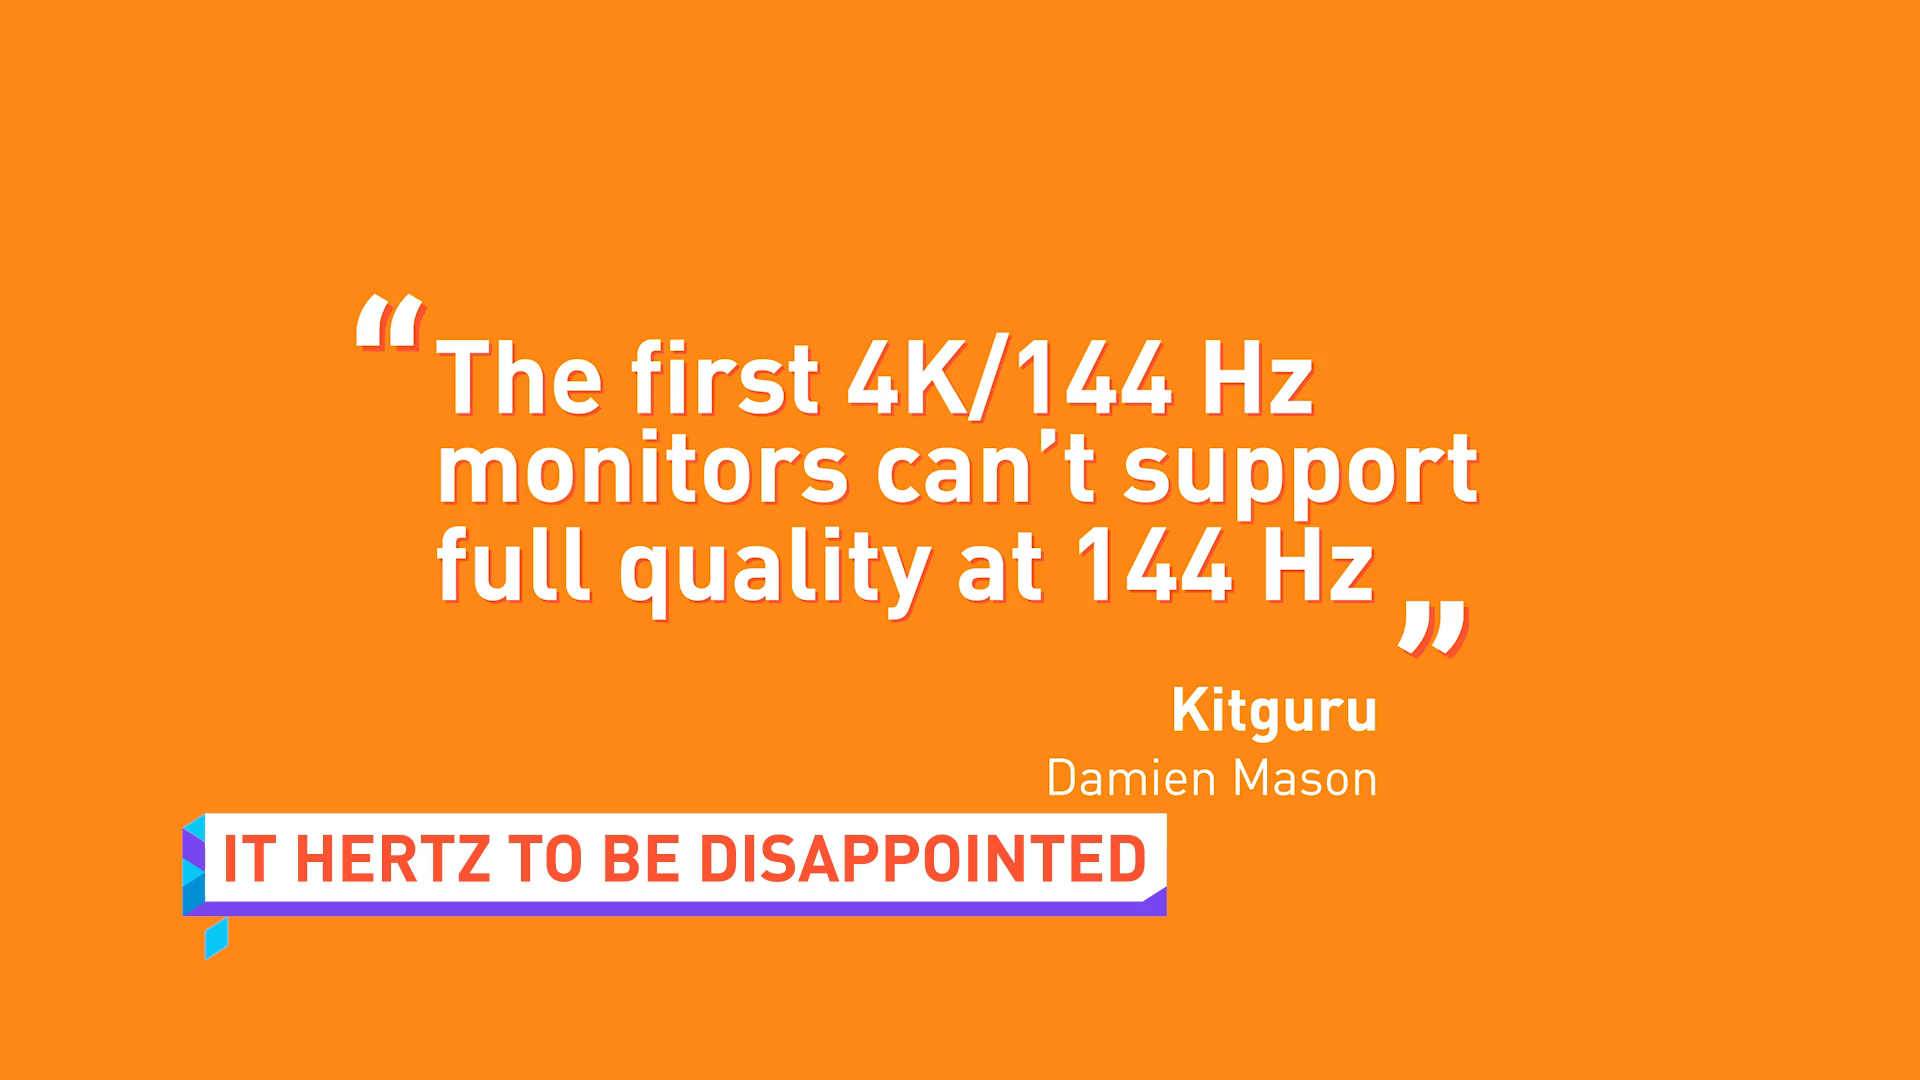 “The first 4K/144 Hz
monitors can’t support
full quality at 144 Hz”
Kitguru
Damien Mason
IT HERTZ TO BE DISAPPOINTED